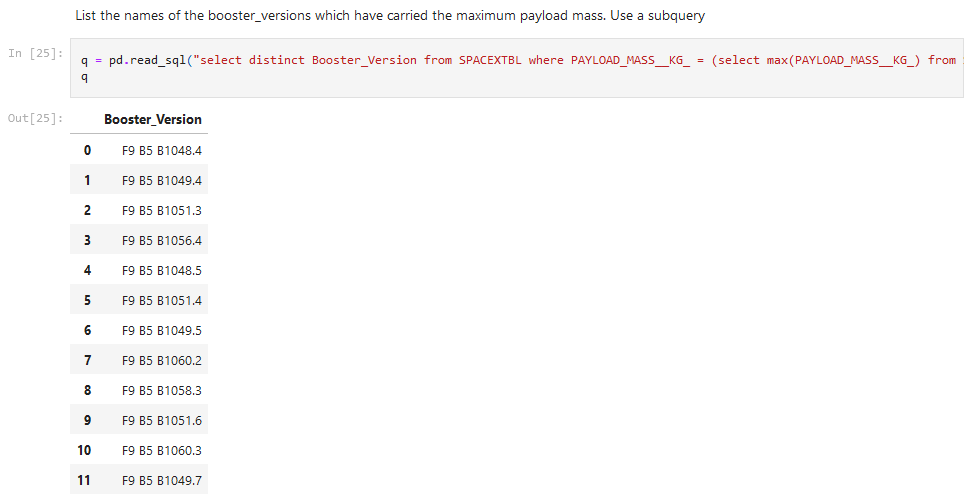 List the names of the booster_versions which have carried the maximum payload mass. Use a subquery
In [25]:
q = pd.read_sql("select distinct Booster_Version from SPACEXTBL where PAYLOAD_MASS__KG_ = (select max(PAYLOAD_MASS__KG_) from
q
Out[25]:
Booster_Version
0 F9 B5 B1048.4
1 F9 B5 B1049.4
2 F9 B5 B1051.3
3 F9 B5 B1056.4
4 F9 B5 B1048.5
5 F9 B5 B1051.4
6 F9 B5 B1049.5
7 F9 B5 B1060.2
8 F9 B5 B1058.3
9 F9 B5 B1051.6
10 F9 B5 B1060.3
11 F9 B5 B1049.7